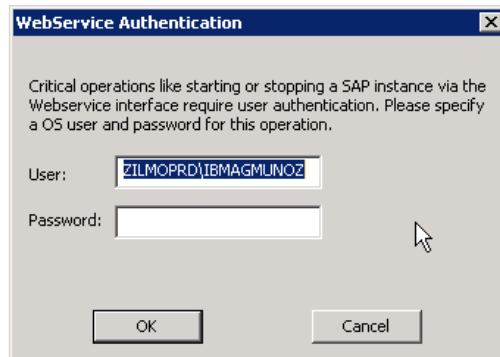 WebService Authentication
Critical operations like starting or stopping a SAP instance via the
Webservice interface require user authentication. Please specify
a OS user and password for this operation.
User:
ZILMOPRD\IBMAGMUNOZ
Password:
OK
Cancel